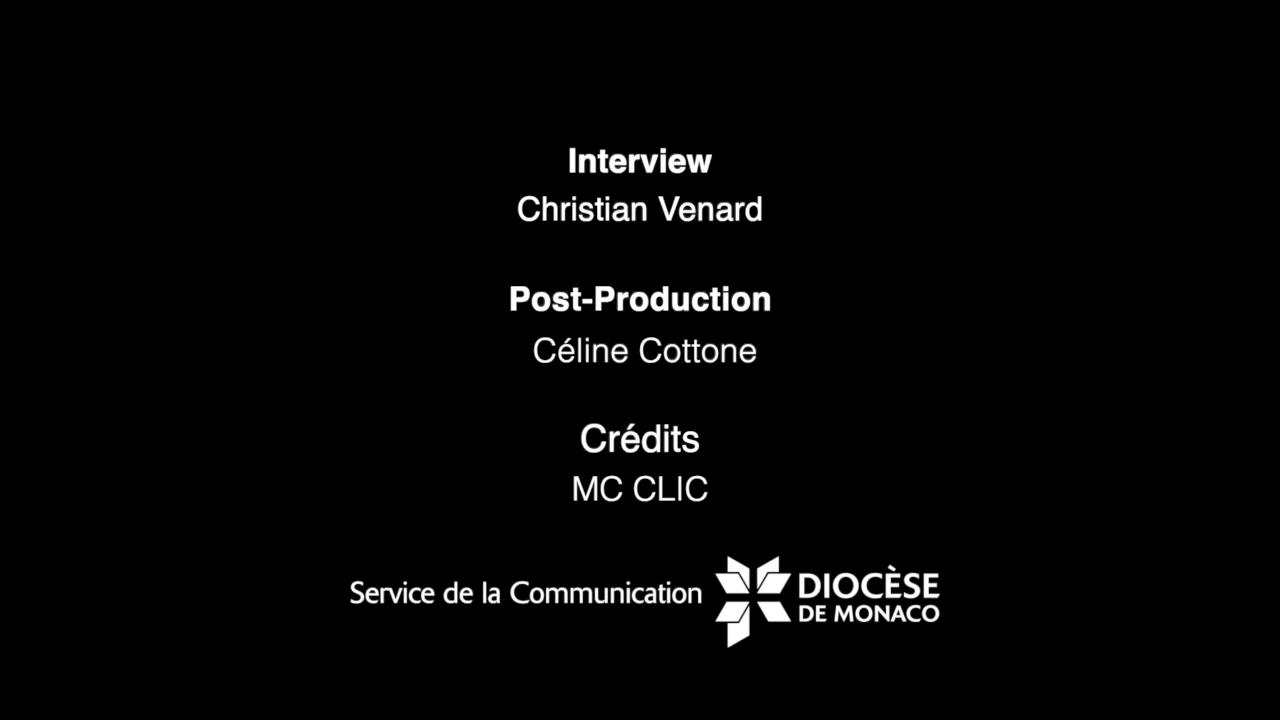 Interview
Christian Venard
Post-Production
Céline Cottone
Crédits
MC CLIC
Service de la Communication
DIOCÈSE
DE MONACO